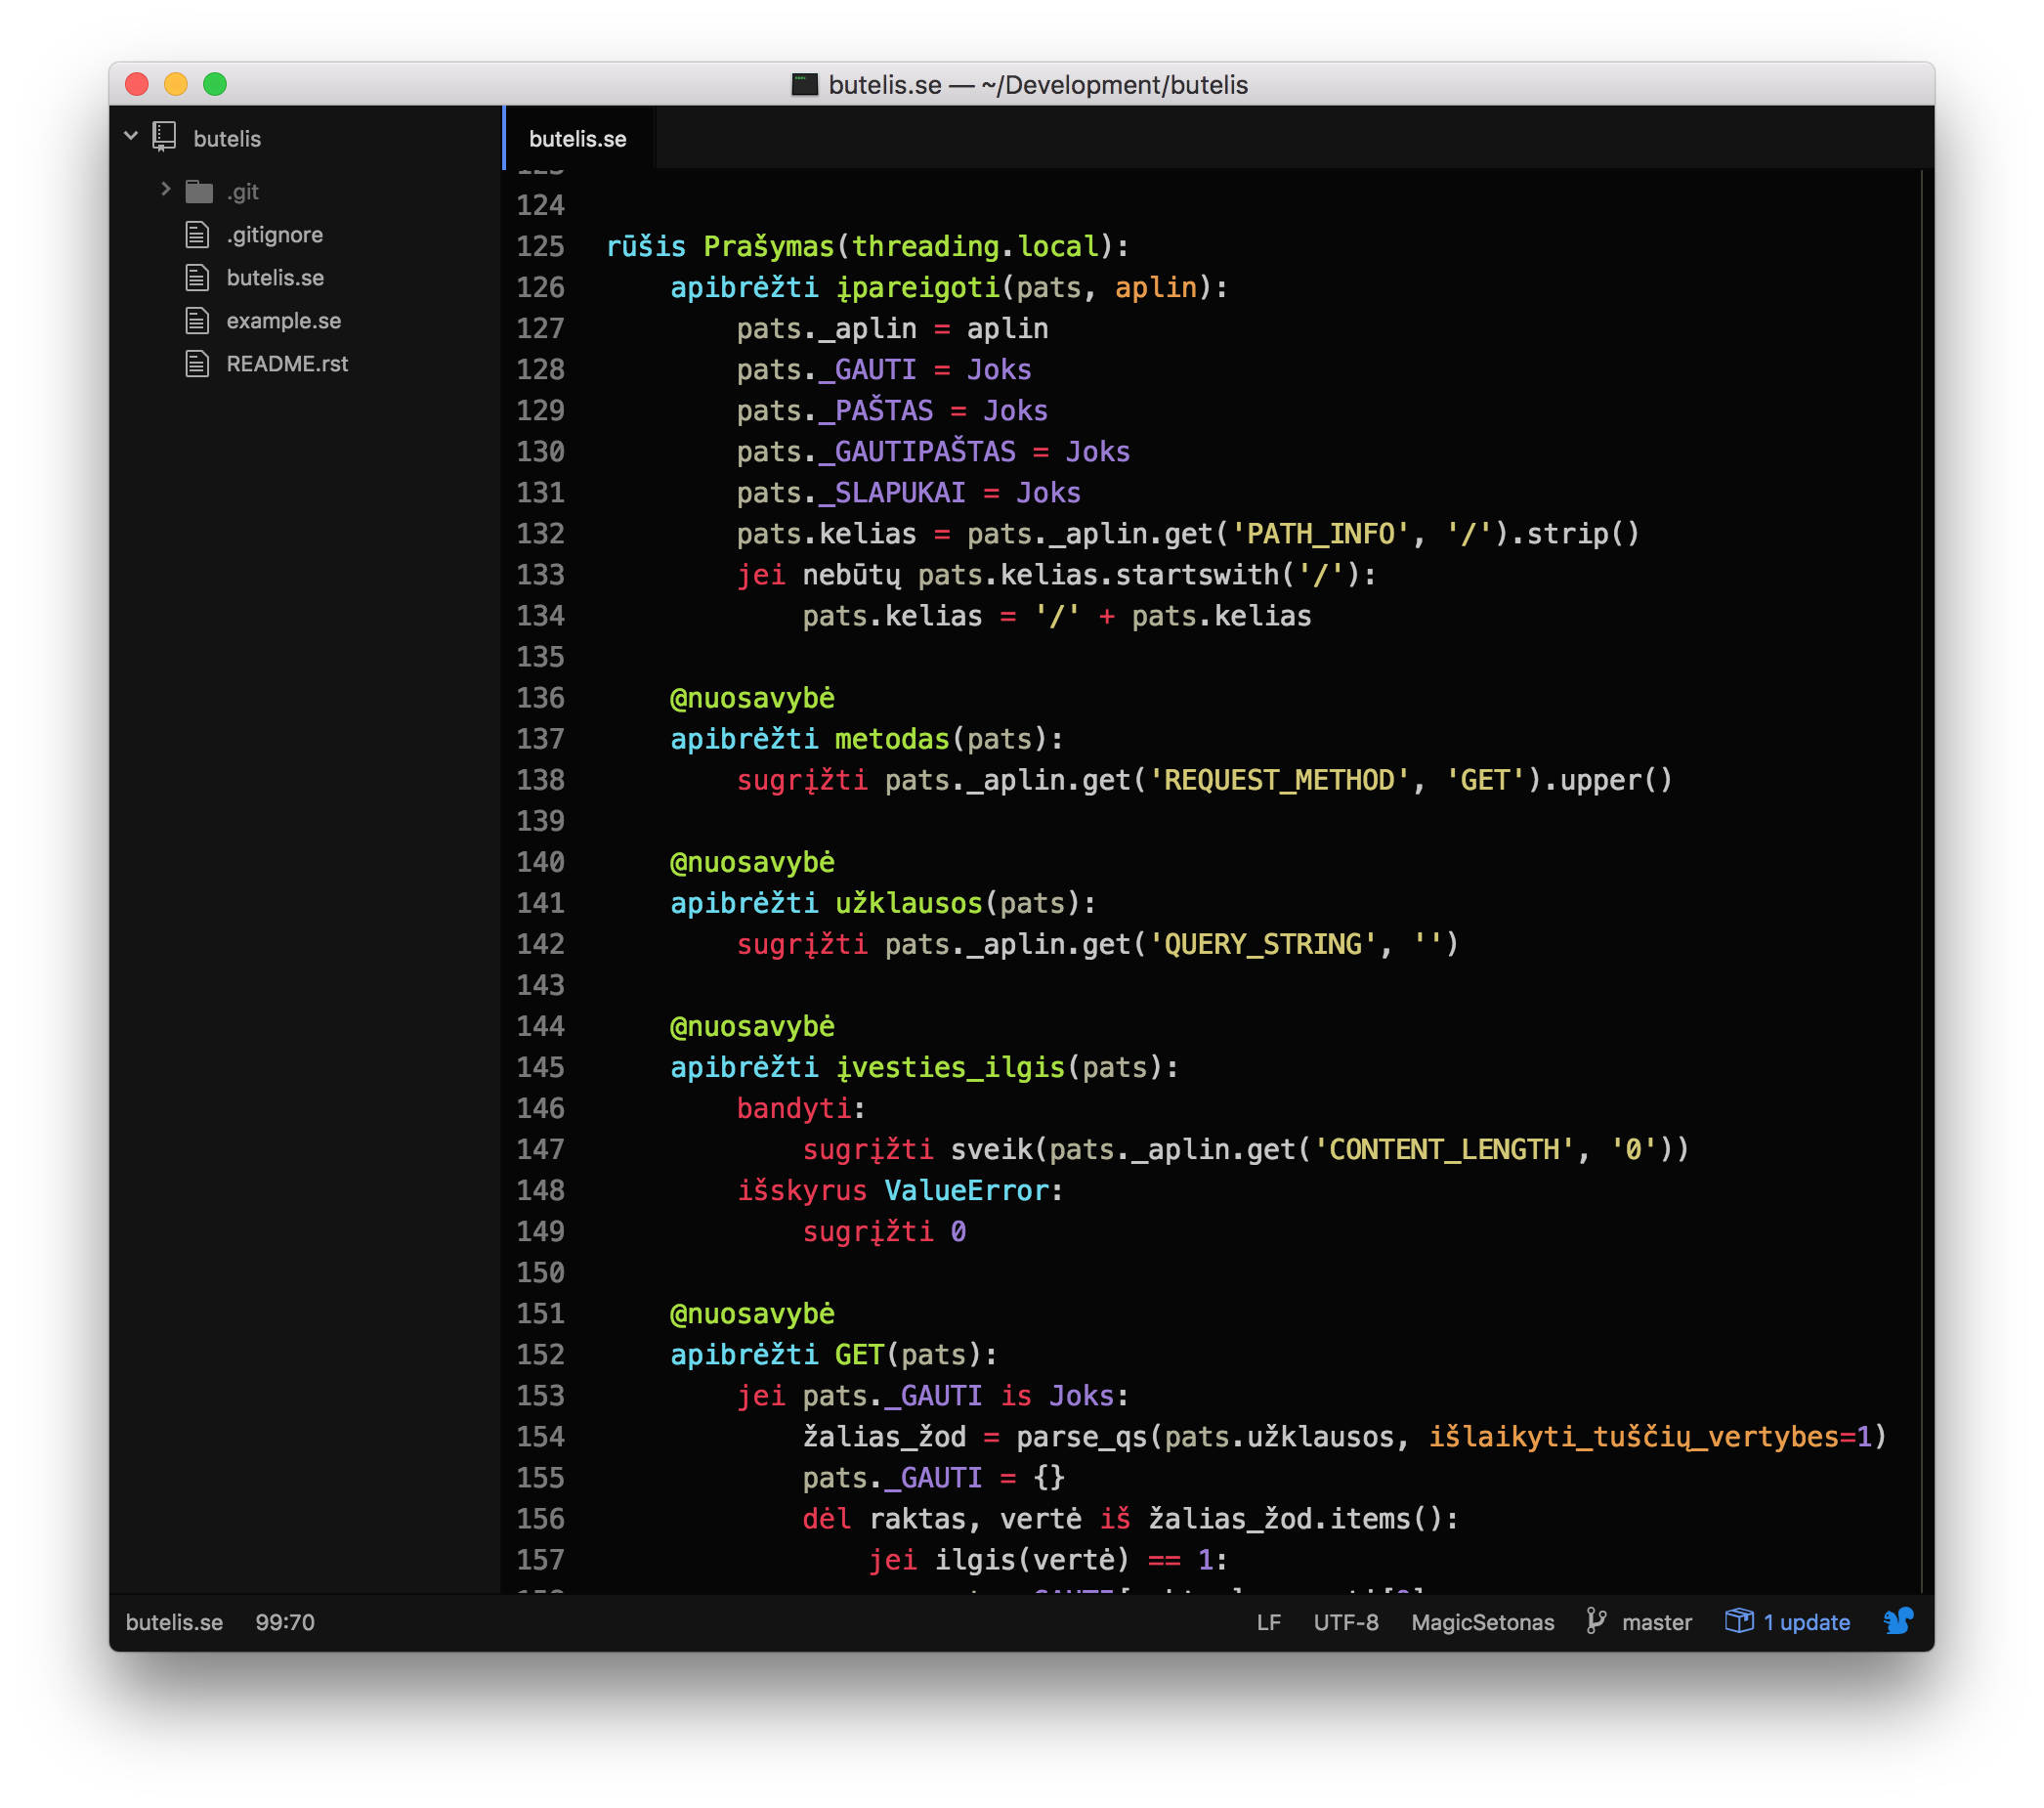 butelis.se — ~/Development/butelis
butelis
.git
.gitignore
butelis.se
example.se
README.rst
butelis.se
124
125 rūšis Prašymas(threading.local):
126 apibrėžti įpareigoti(pats, aplin):
127 pats._aplin = aplin
128 pats._GAUTI = Joks
129 pats._PAŠTAS = Joks
130 pats._GAUTIPAŠTAS = Joks
131 pats._SLAPUKAI = Joks
132 pats.kelias = pats._aplin.get('PATH_INFO', '/').strip()
133 jei nebūtų pats.kelias.startswith('/'):
134 pats.kelias = '/' + pats.kelias
135
136 @nuosavybė
137 apibrėžti metodas(pats):
138 sugrįžti pats._aplin.get('REQUEST_METHOD', 'GET').upper()
139
140 @nuosavybė
141 apibrėžti užklausos(pats):
142 sugrįžti pats._aplin.get('QUERY_STRING', '')
143
144 @nuosavybė
145 apibrėžti įvesties_ilgis(pats):
146 bandyti:
147 sugrįžti sveik(pats._aplin.get('CONTENT_LENGTH', '0'))
148 išskyrus ValueError:
149 sugrįžti 0
150
151 @nuosavybė
152 apibrėžti GET(pats):
153 jei pats._GAUTI is Joks:
154 žalias_žod = parse_qs(pats.užklausos, išlaikyti_tuščių_vertybes=1)
155 pats._GAUTI = {}
156 dėl raktas, vertė iš žalias_žod.items():
157 jei ilgis(vertė) == 1:
butelis.se 99:70 LF UTF-8 MagicSetonas master 1 update